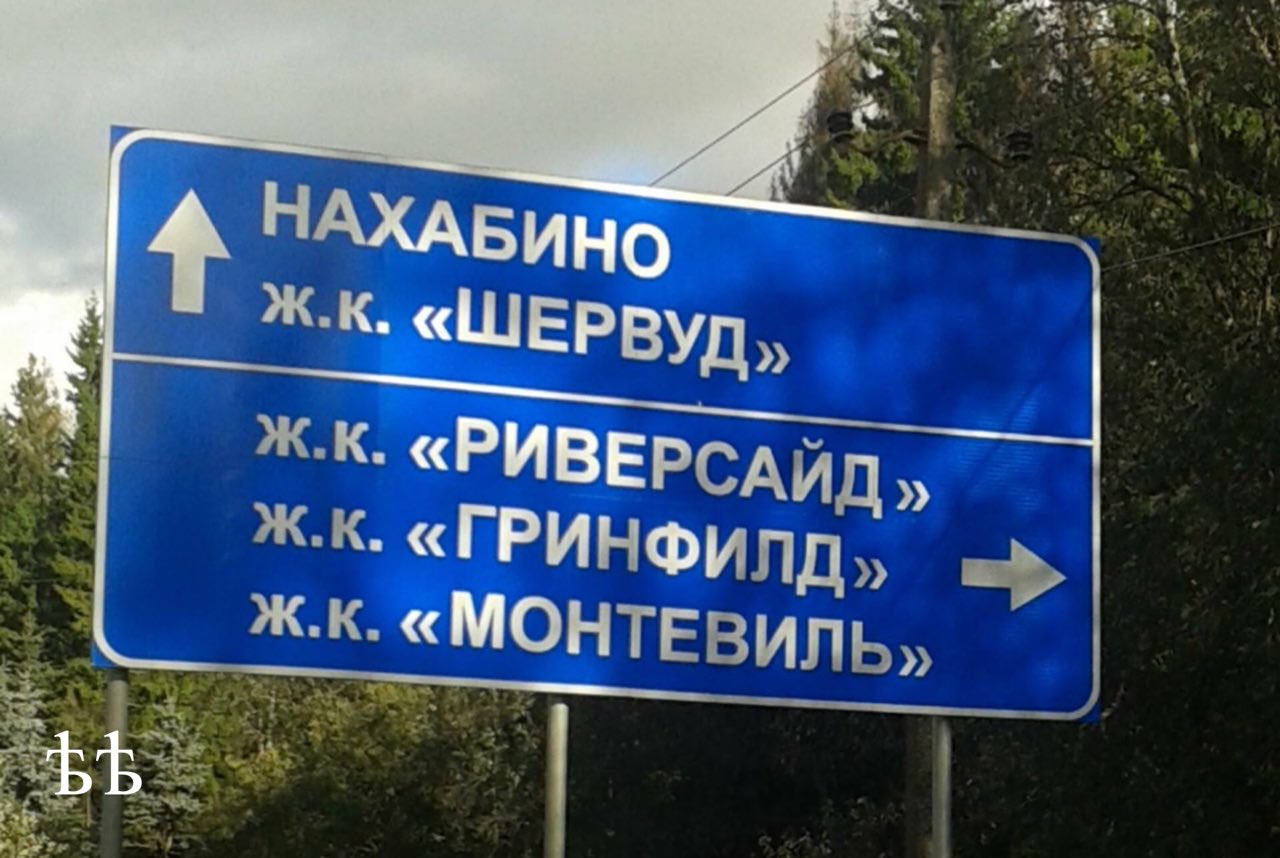 НАХАБИНО
Ж.К. «ШЕРВУД»
Ж.К. «РИВЕРСАЙД»
Ж.К. «ГРИНФИЛД»
Ж.К. «МОНТЕВИЛЬ»
ѢѢ